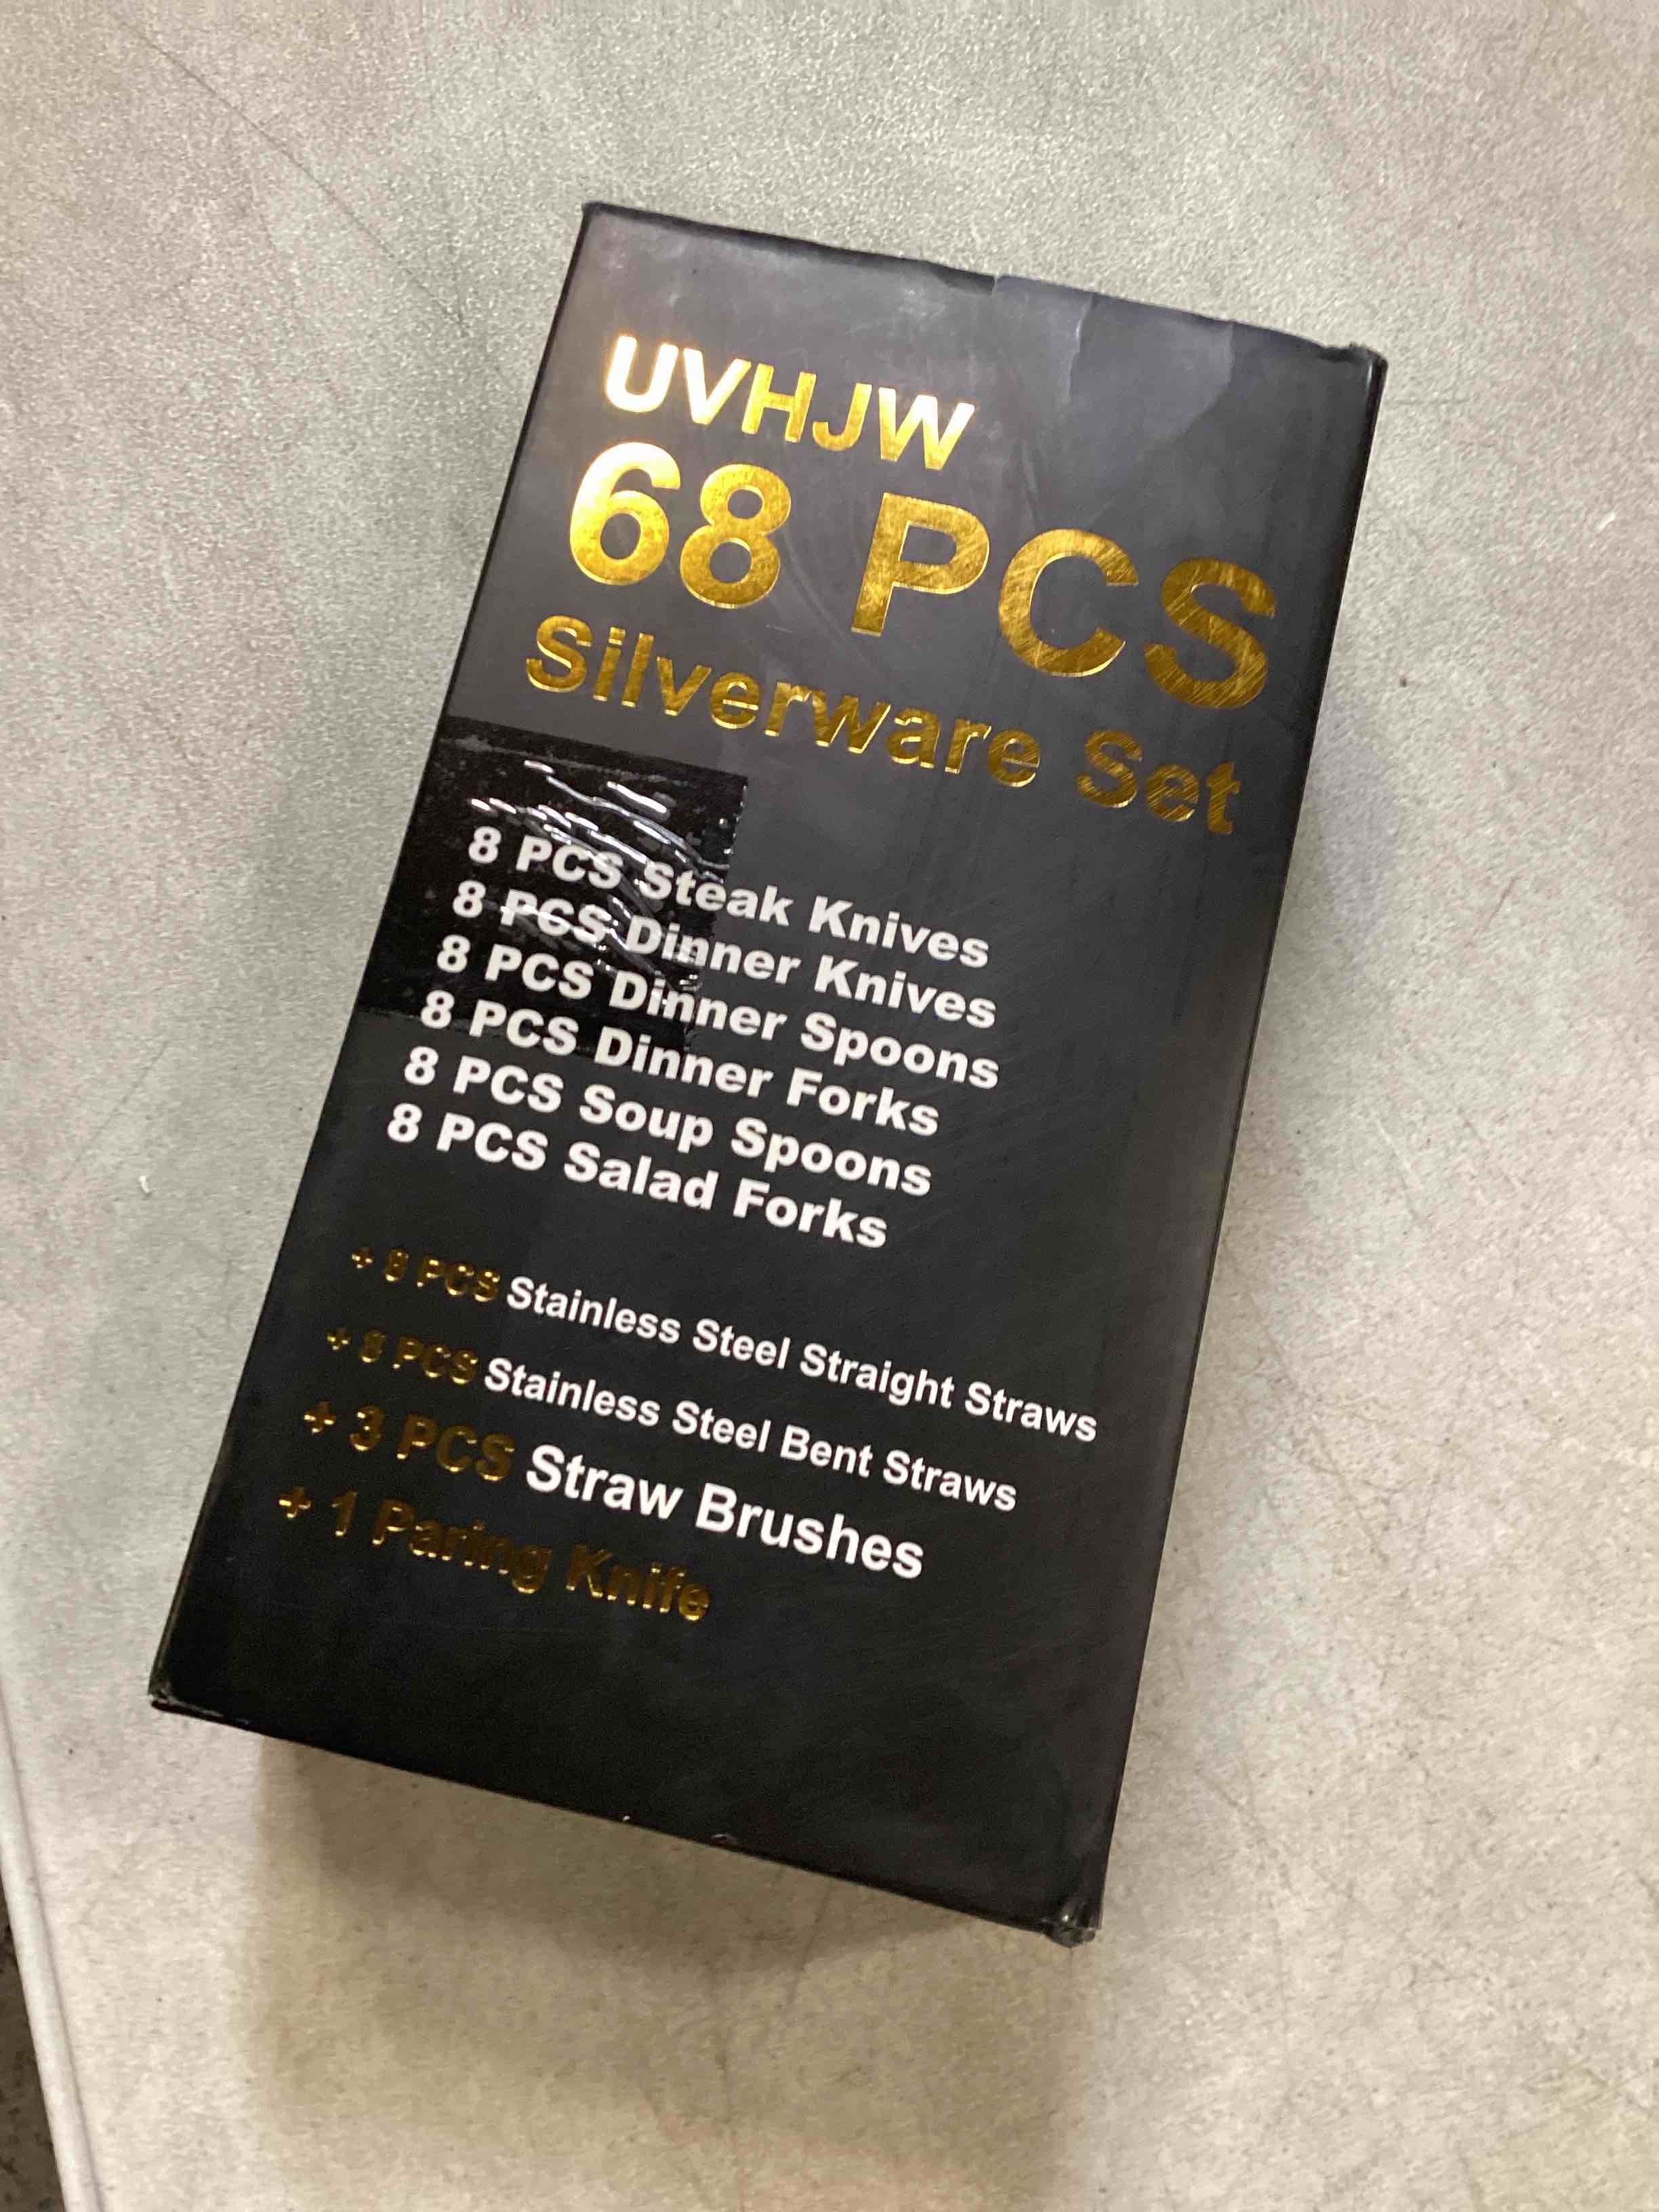 UVHJW
68 PCS
Silverware Set
8 PCS Steak Knives
8 PCS Dinner Knives
8 PCS Dinner Spoons
8 PCS Dinner Forks
8 PCS Soup Spoons
8 PCS Salad Forks
+ 8 PCS Stainless Steel Straight Straws
+ 8 PCS Stainless Steel Bent Straws
+ 3 PCS Straw Brushes
+ 1 Paring Knife